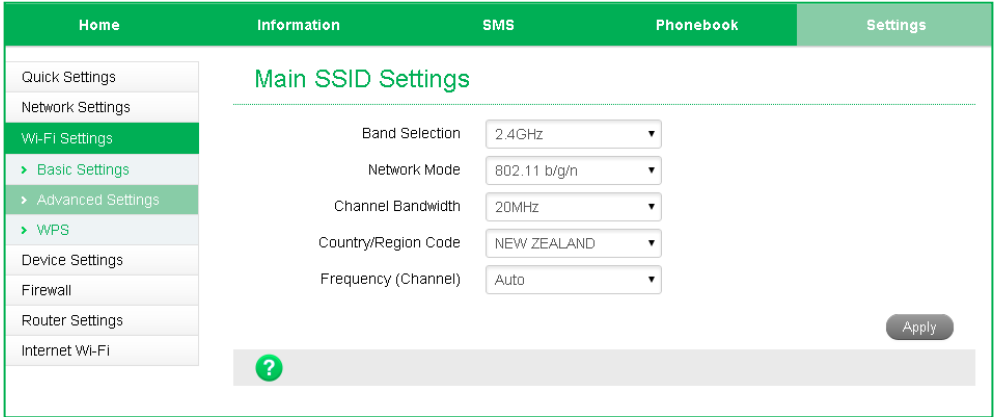 Home Information SMS Phonebook Settings
Quick Settings
Network Settings
Wi-Fi Settings
> Basic Settings
> Advanced Settings
> WPS
Device Settings
Firewall
Router Settings
Internet Wi-Fi
Main SSID Settings
Band Selection 2.4GHz
Network Mode 802.11 b/g/n
Channel Bandwidth 20MHz
Country/Region Code NEW ZEALAND
Frequency (Channel) Auto
Apply
?